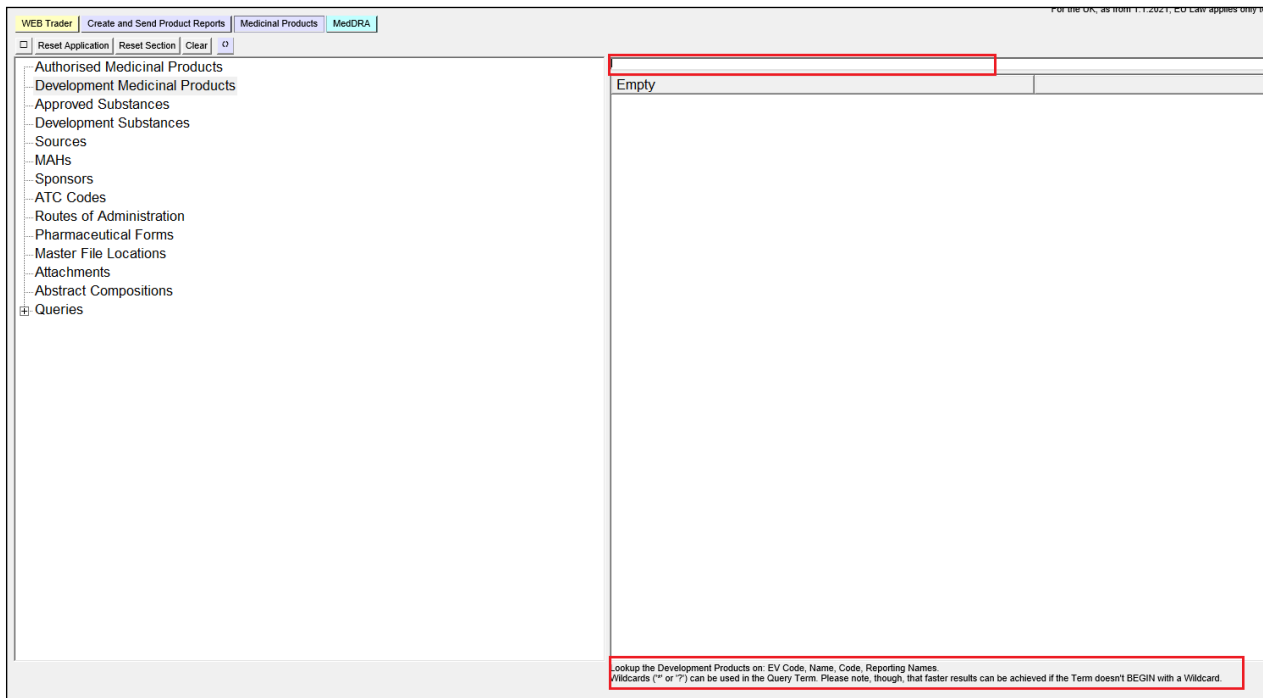 For the UK, as from 1.1.2021, EU Law applies only
WEB Trader Create and Send Product Reports Medicinal Products MedDRA
Reset Application Reset Section Clear
Authorised Medicinal Products
Development Medicinal Products
Approved Substances
Development Substances
Sources
MAHs
Sponsors
ATC Codes
Routes of Administration
Pharmaceutical Forms
Master File Locations
Attachments
Abstract Compositions
Queries
Empty
Lookup the Development Products on: EV Code, Name, Code, Reporting Names.
Wildcards ('*' or '?') can be used in the Query Term. Please note, though, that faster results can be achieved if the Term doesn't BEGIN with a Wildcard.